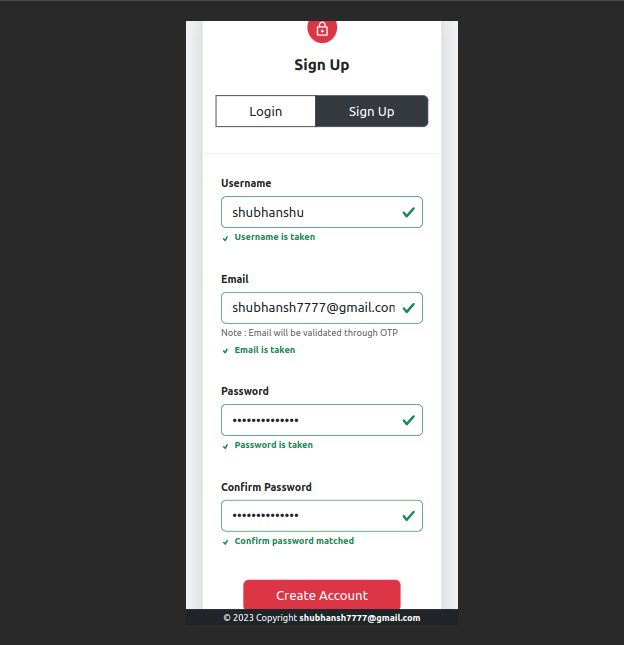 Sign Up
Login
Sign Up
Username
shubhanshu
Username is taken
Email
shubhansh7777@gmail.com
Note : Email will be validated through OTP
Email is taken
Password
••••••••••••••
Password is taken
Confirm Password
••••••••••••••
Confirm password matched
Create Account
© 2023 Copyright shubhansh7777@gmail.com